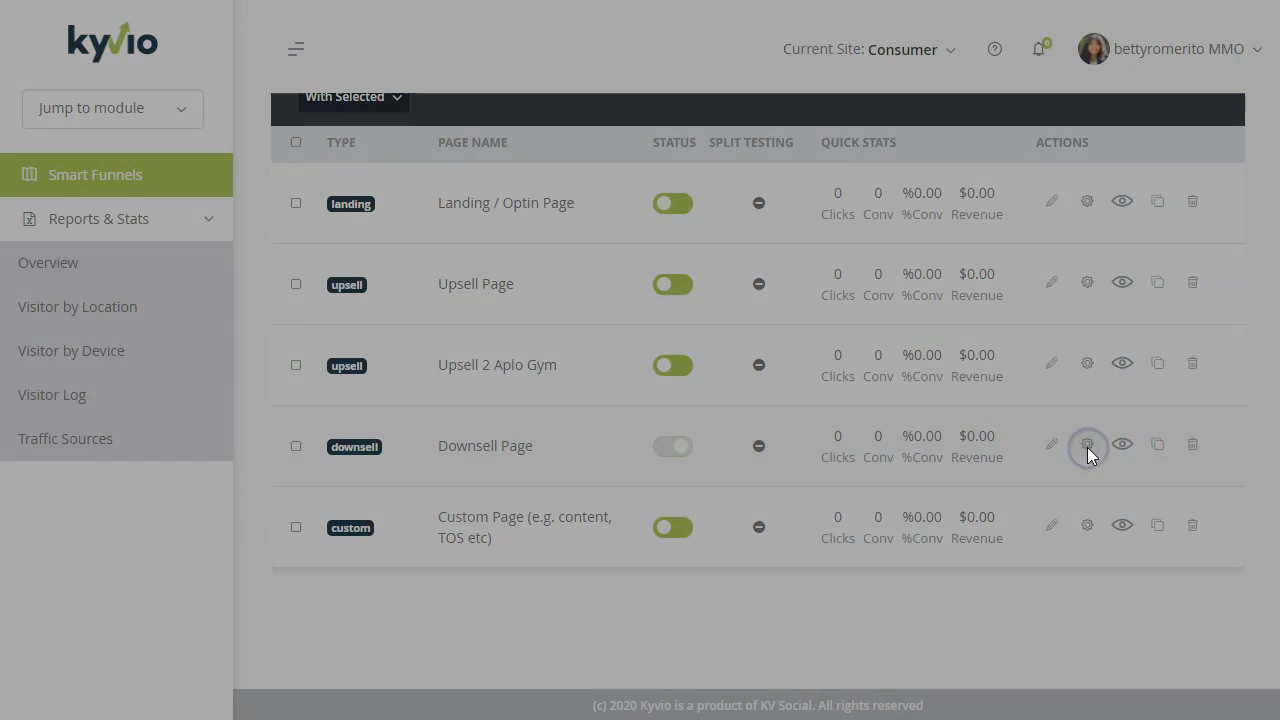 kyvio
Current Site: Consumer
0
bettyromerito MMO
Jump to module
With Selected
TYPE PAGE NAME STATUS SPLIT TESTING QUICK STATS ACTIONS
Smart Funnels
Reports & Stats
Overview
Visitor by Location
Visitor by Device
Visitor Log
Traffic Sources
landing Landing / Optin Page 0 0 %0.00 $0.00
Clicks Conv %Conv Revenue
upsell Upsell Page 0 0 %0.00 $0.00
Clicks Conv %Conv Revenue
upsell Upsell 2 Aplo Gym 0 0 %0.00 $0.00
Clicks Conv %Conv Revenue
downsell Downsell Page 0 0 %0.00 $0.00
Clicks Conv %Conv Revenue
custom Custom Page (e.g. content, 0 0 %0.00 $0.00
TOS etc) Clicks Conv %Conv Revenue
(c) 2020 Kyvio is a product of KV Social. All rights reserved